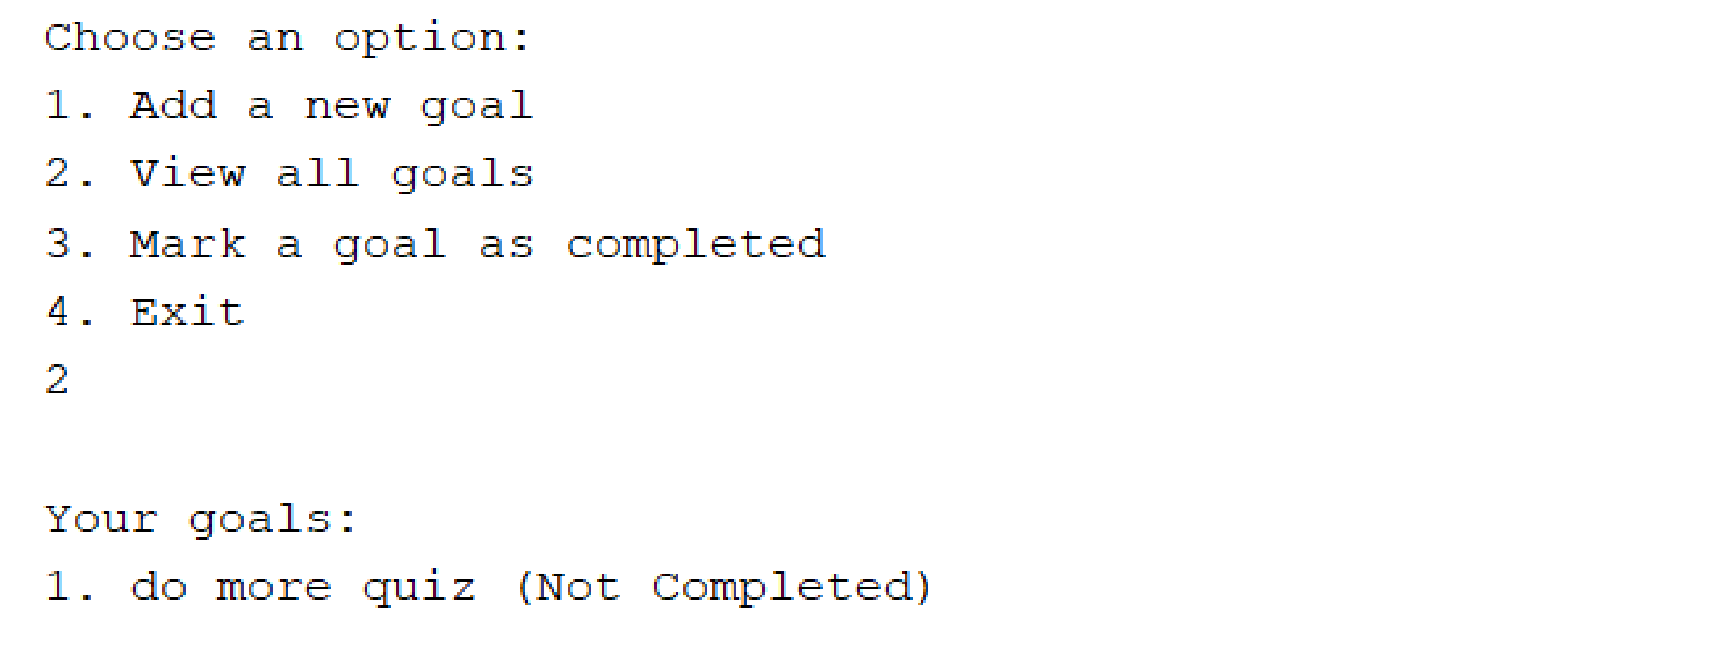 Choose an option:
1. Add a new goal
2. View all goals
3. Mark a goal as completed
4. Exit
2
Your goals:
1. do more quiz (Not Completed)